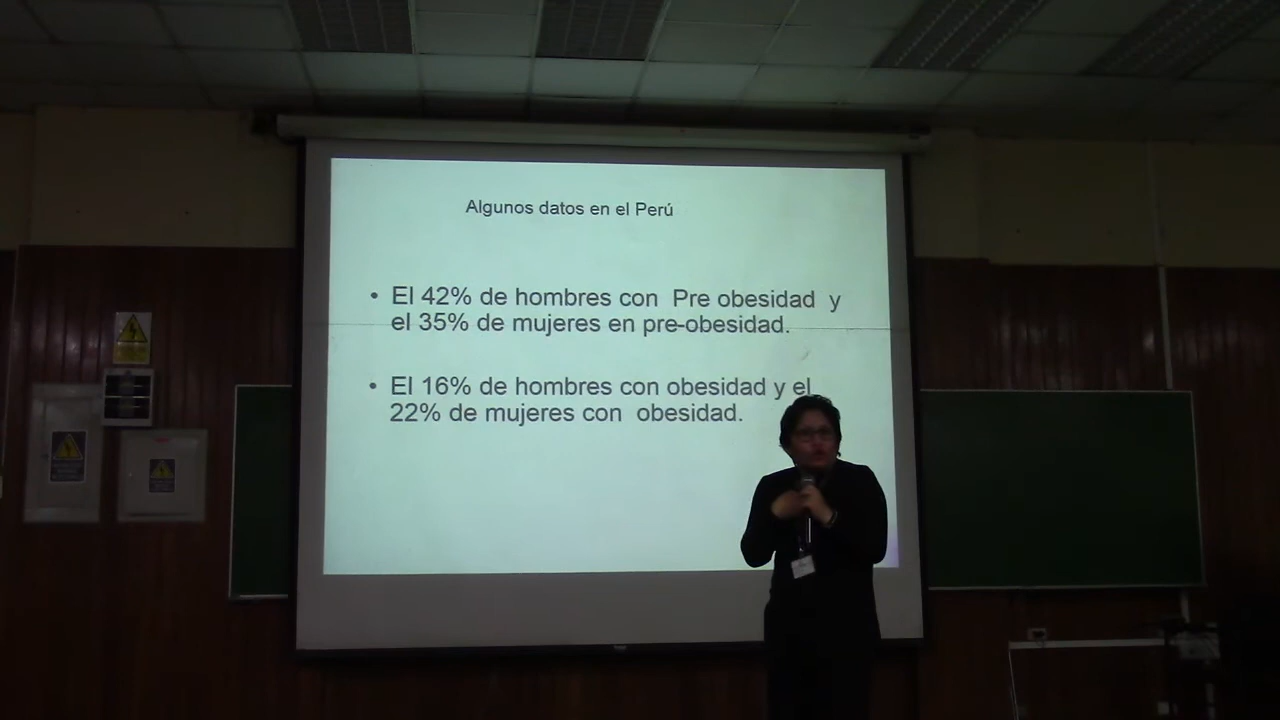 Algunos datos en el Perú
• El 42% de hombres con Pre obesidad y
el 35% de mujeres en pre-obesidad.
• El 16% de hombres con obesidad y el
22% de mujeres con obesidad.